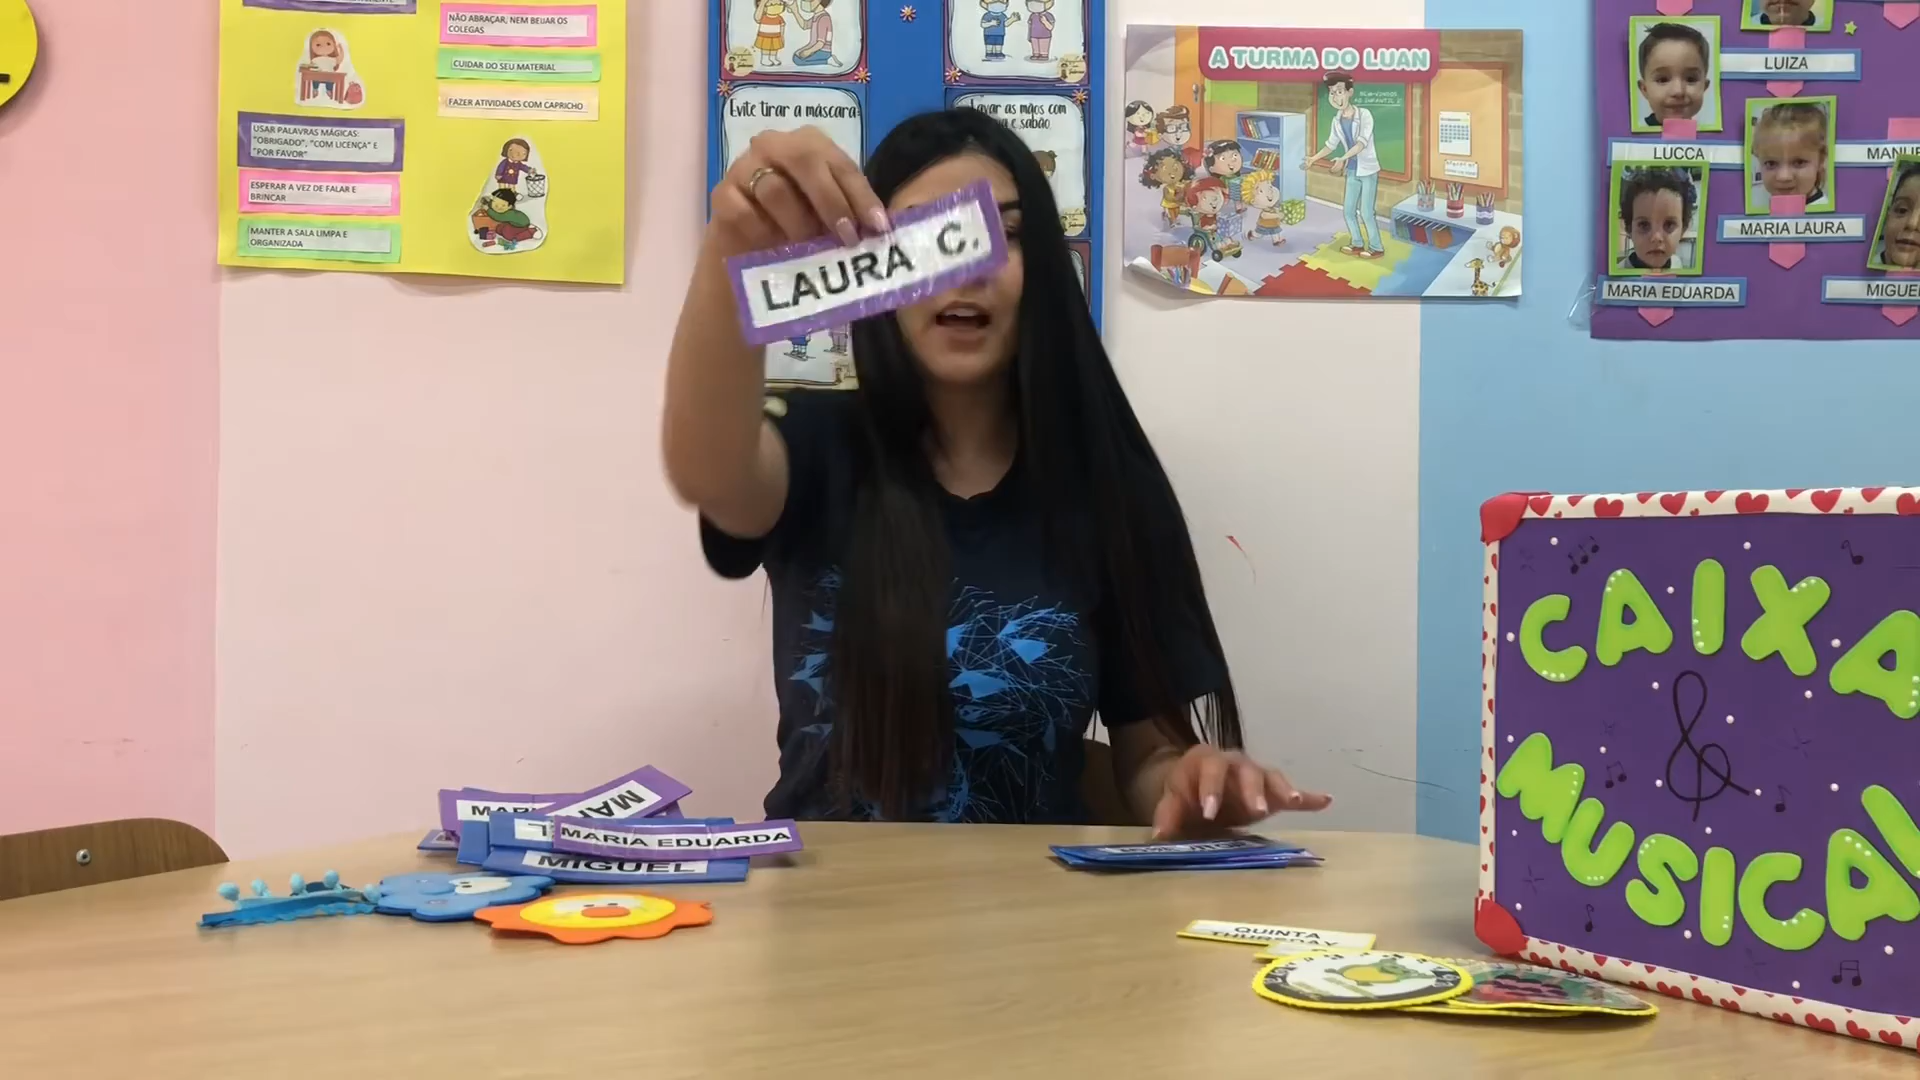 NÃO ABRAÇAR, NEM BEIJAR OS
COLEGAS
CUIDAR DO SEU MATERIAL
FAZER ATIVIDADES COM CAPRICHO
USAR PALAVRAS MÁGICAS:
"OBRIGADO", "COM LICENÇA" E
"POR FAVOR"
ESPERAR A VEZ DE FALAR E
BRINCAR
MANTER A SALA LIMPA E
ORGANIZADA
Evite tirar a máscara
Lavar as mãos com
e sabão
A TURMA DO LUAN
LUIZA
LUCCA
MARIA LAURA
MARIA EDUARDA
LAURA C.
MARIA EDUARDA
MIGUEL
QUINTA
THURSDAY
CAIXA
MUSICAL